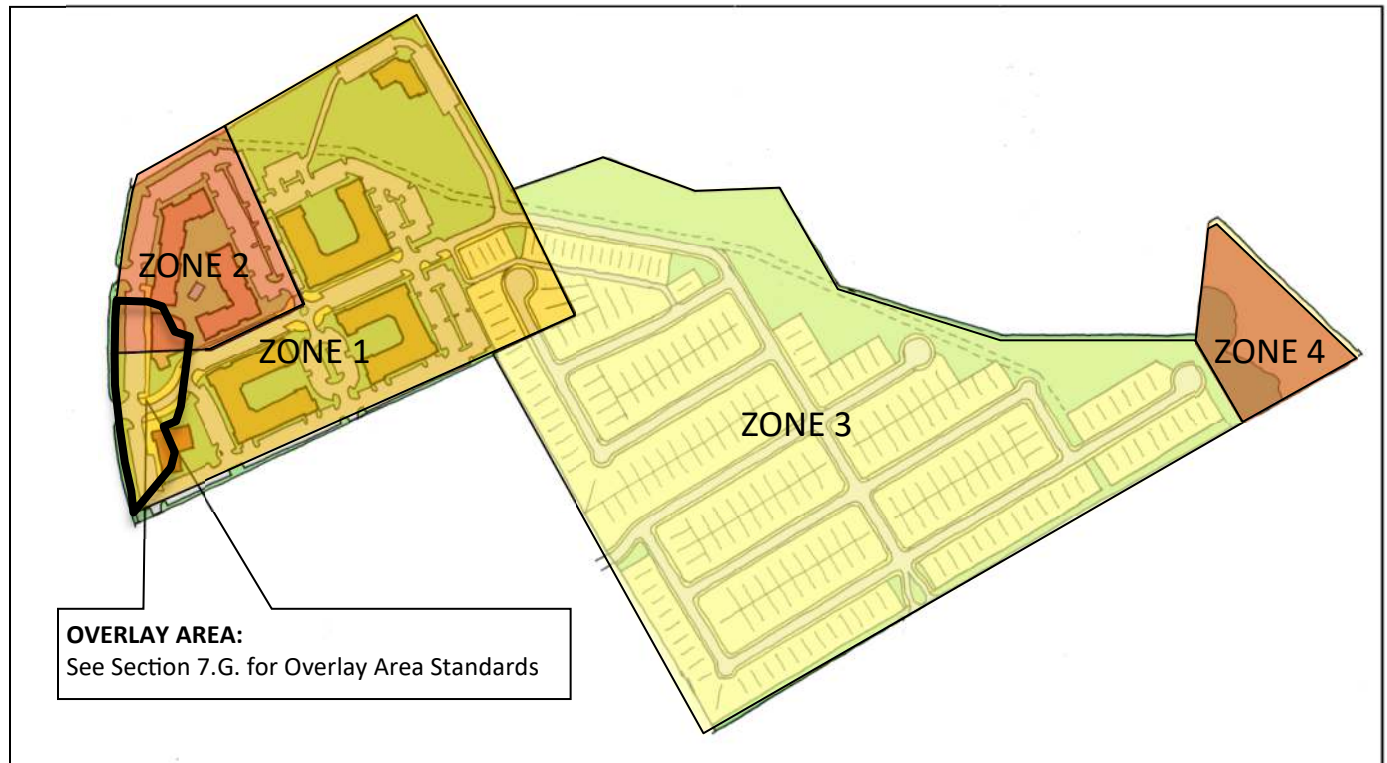 ZONE 2
ZONE 1
ZONE 4
ZONE 3
OVERLAY AREA:
See Section 7.G. for Overlay Area Standards